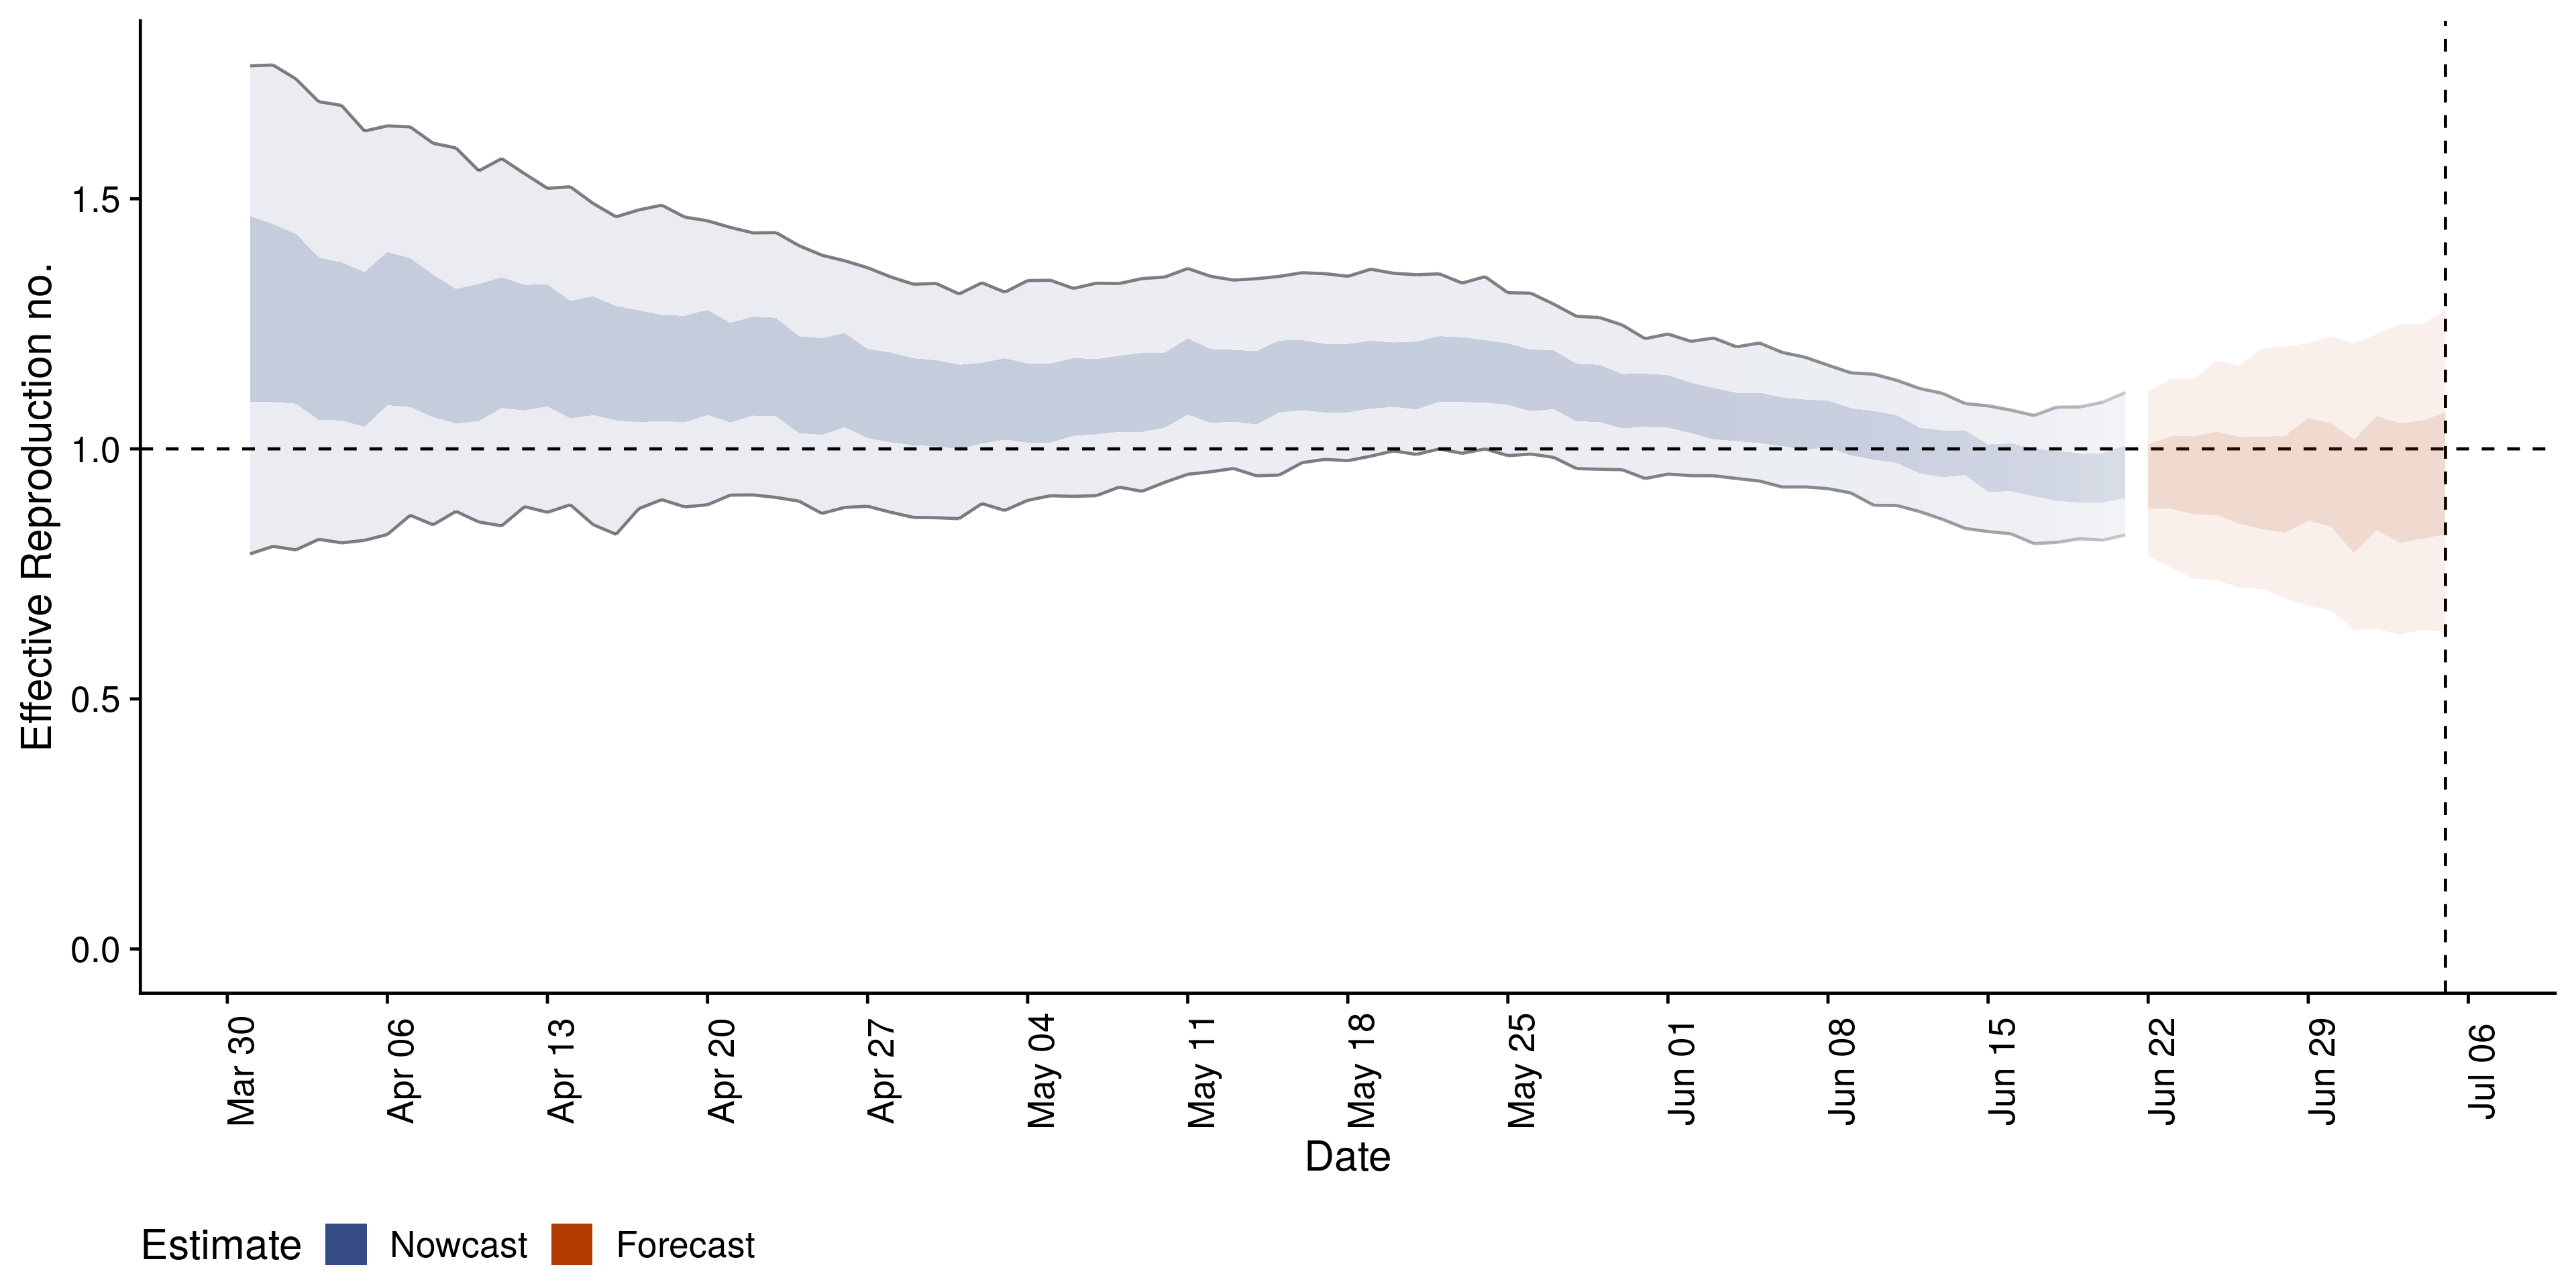 Effective Reproduction no.
1.5
1.0
0.5
0.0
Mar 30
Apr 06
Apr 13
Apr 20
Apr 27
May 04
May 11
May 18
May 25
Jun 01
Jun 08
Jun 15
Jun 22
Jun 29
Jul 06
Date
Estimate Nowcast Forecast